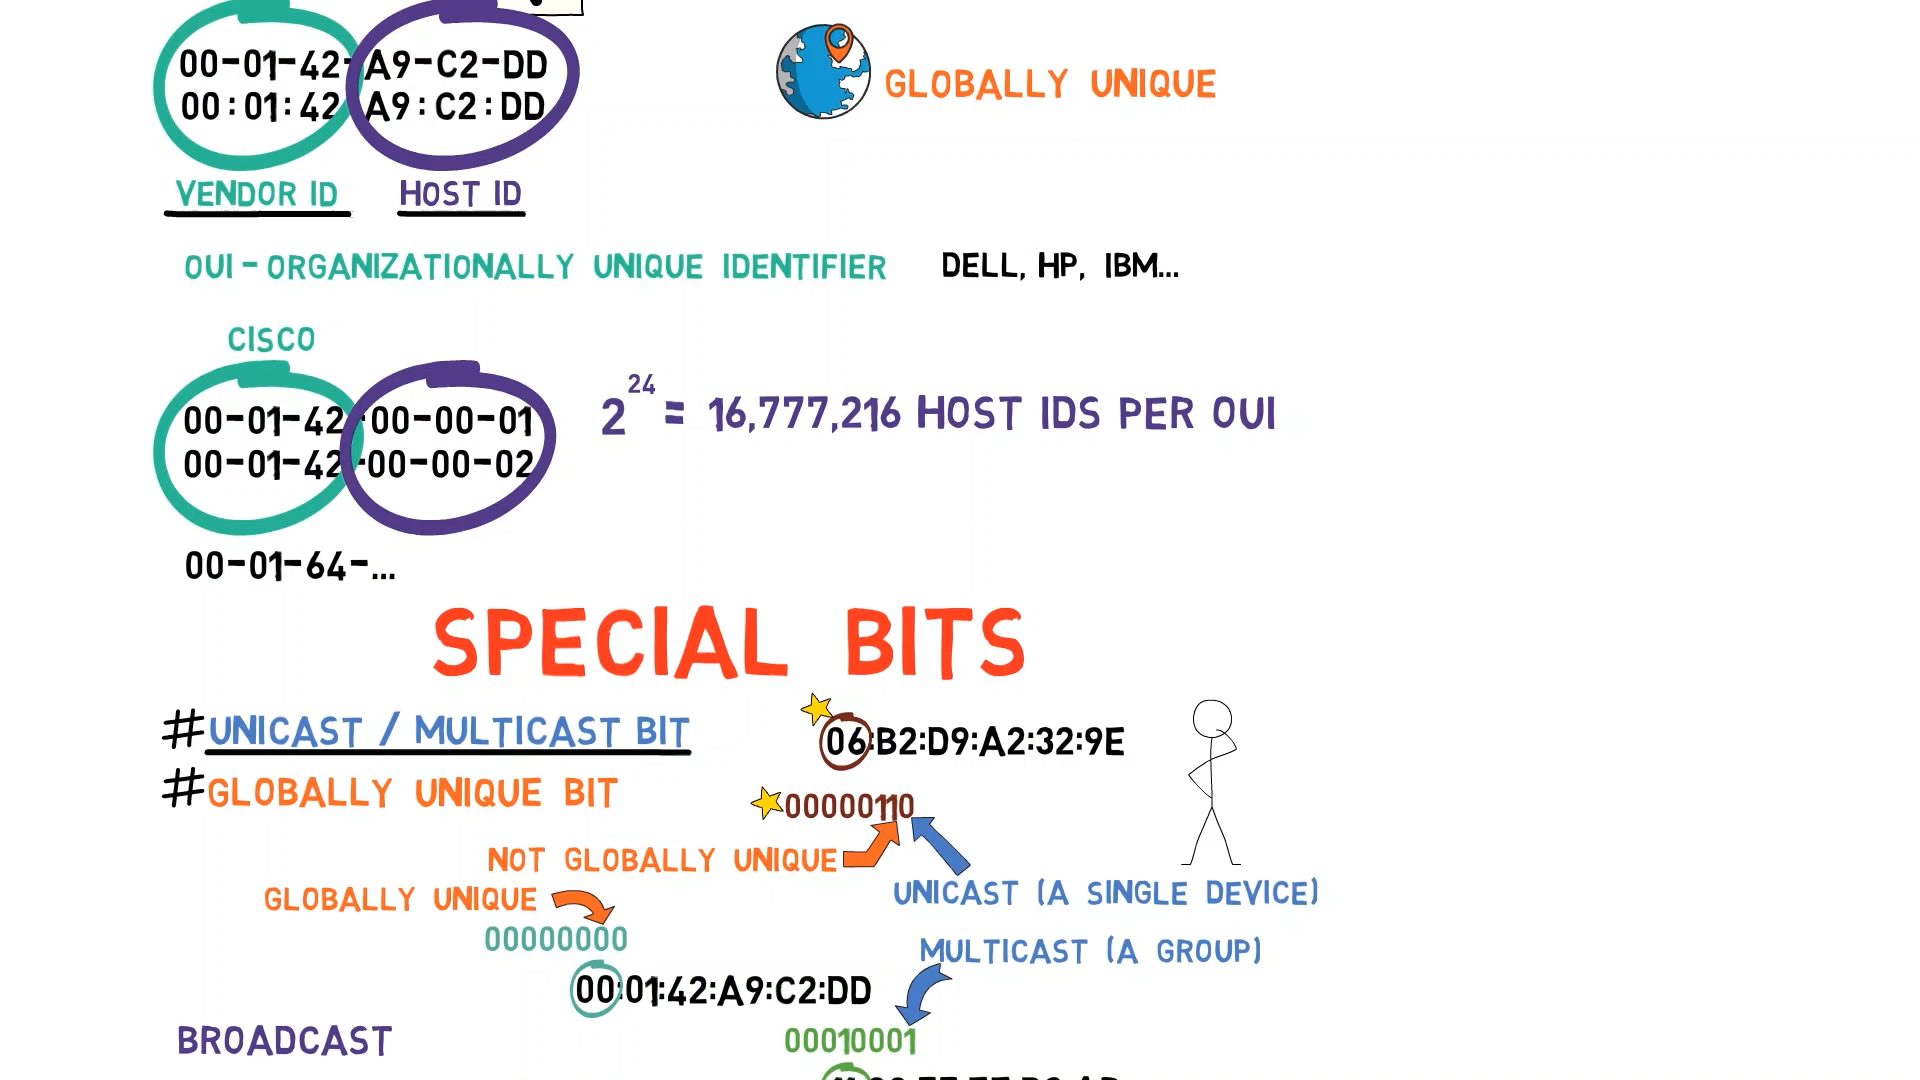 00-01-42-A9-C2-DD
00:01:42 A9:C2:DD
GLOBALLY UNIQUE
VENDOR ID HOST ID
OUI - ORGANIZATIONALLY UNIQUE IDENTIFIER DELL, HP, IBM...
CISCO
00-01-42-00-00-01
00-01-42-00-00-02
2^24 = 16,777,216 HOST IDS PER OUI
00-01-64-...
SPECIAL BITS
#UNICAST / MULTICAST BIT
06:B2:D9:A2:32:9E
#GLOBALLY UNIQUE BIT
00000110
NOT GLOBALLY UNIQUE
UNICAST (A SINGLE DEVICE)
GLOBALLY UNIQUE
00000000
MULTICAST (A GROUP)
00:01:42:A9:C2:DD
BROADCAST
00010001